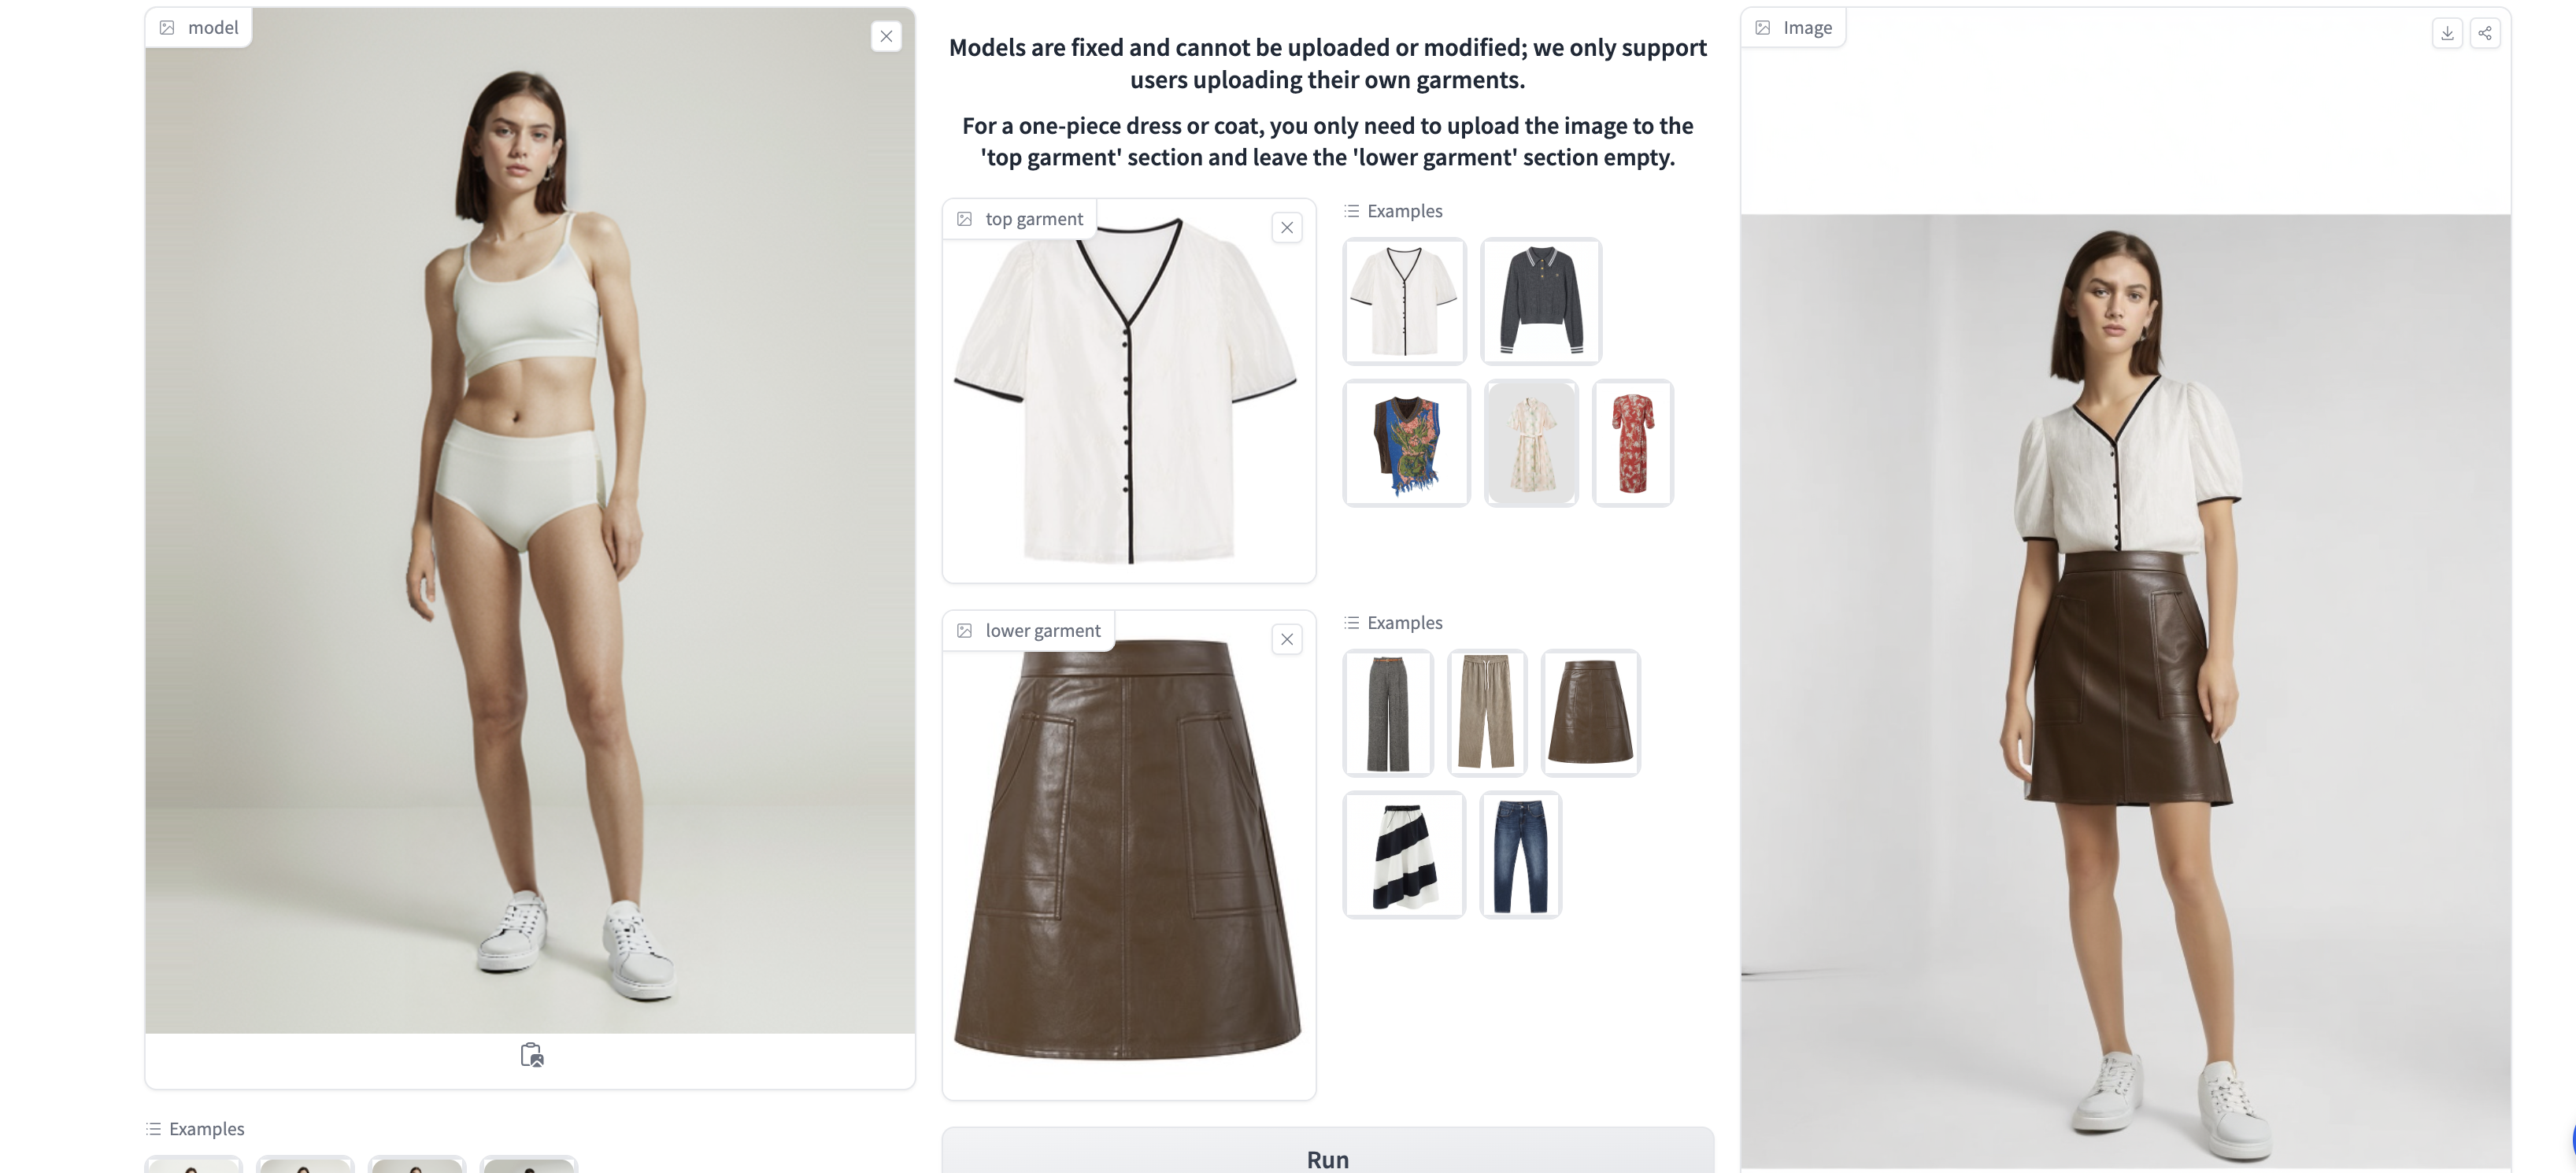 model
Models are fixed and cannot be uploaded or modified; we only support
users uploading their own garments.
For a one-piece dress or coat, you only need to upload the image to the
'top garment' section and leave the 'lower garment' section empty.
top garment
Examples
lower garment
Examples
Run
Image
Examples